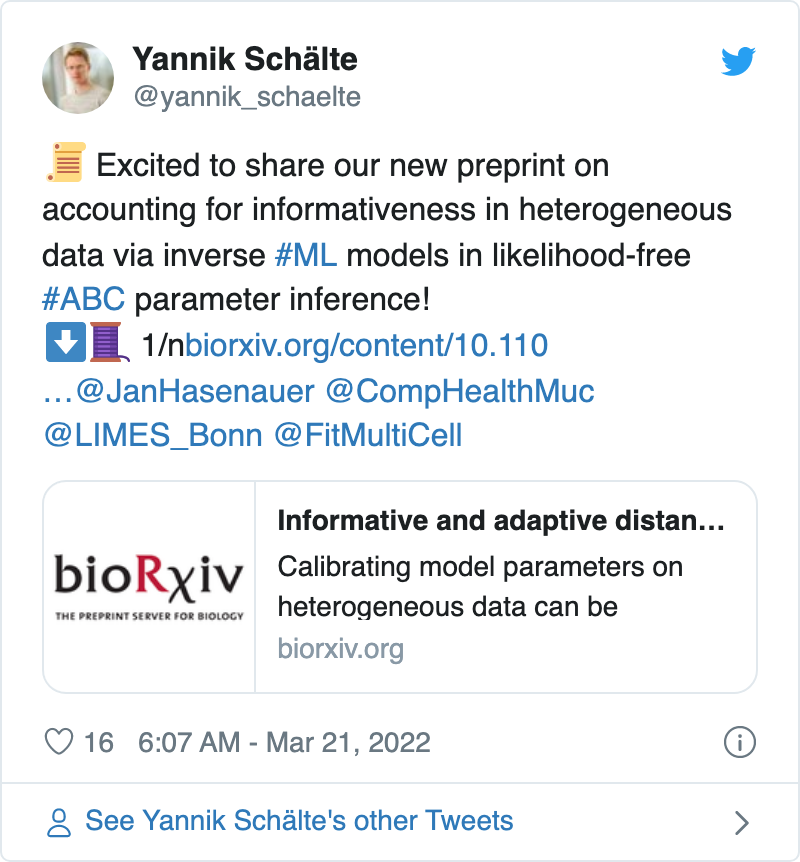 Yannik Schälte
@yannik_schaelte
Excited to share our new preprint on
accounting for informativeness in heterogeneous
data via inverse #ML models in likelihood-free
#ABC parameter inference!
1/nbiorxiv.org/content/10.110
…@JanHasenauer @CompHealthMuc
@LIMES_Bonn @FitMultiCell
bioRχiv
THE PREPRINT SERVER FOR BIOLOGY
Informative and adaptive distan…
Calibrating model parameters on
heterogeneous data can be
biorxiv.org
16 6:07 AM - Mar 21, 2022
See Yannik Schälte's other Tweets